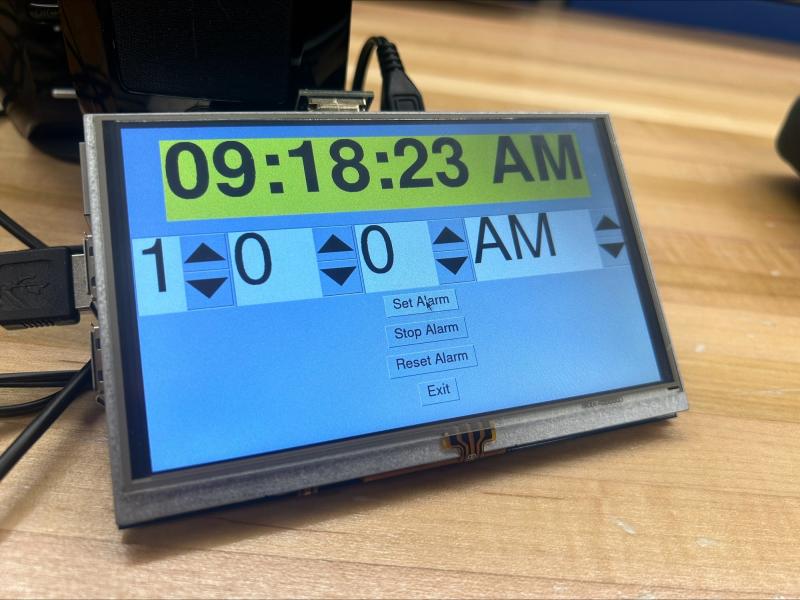 09:18:23 AM
1 0 0 AM
Set Alarm
Stop Alarm
Reset Alarm
Exit